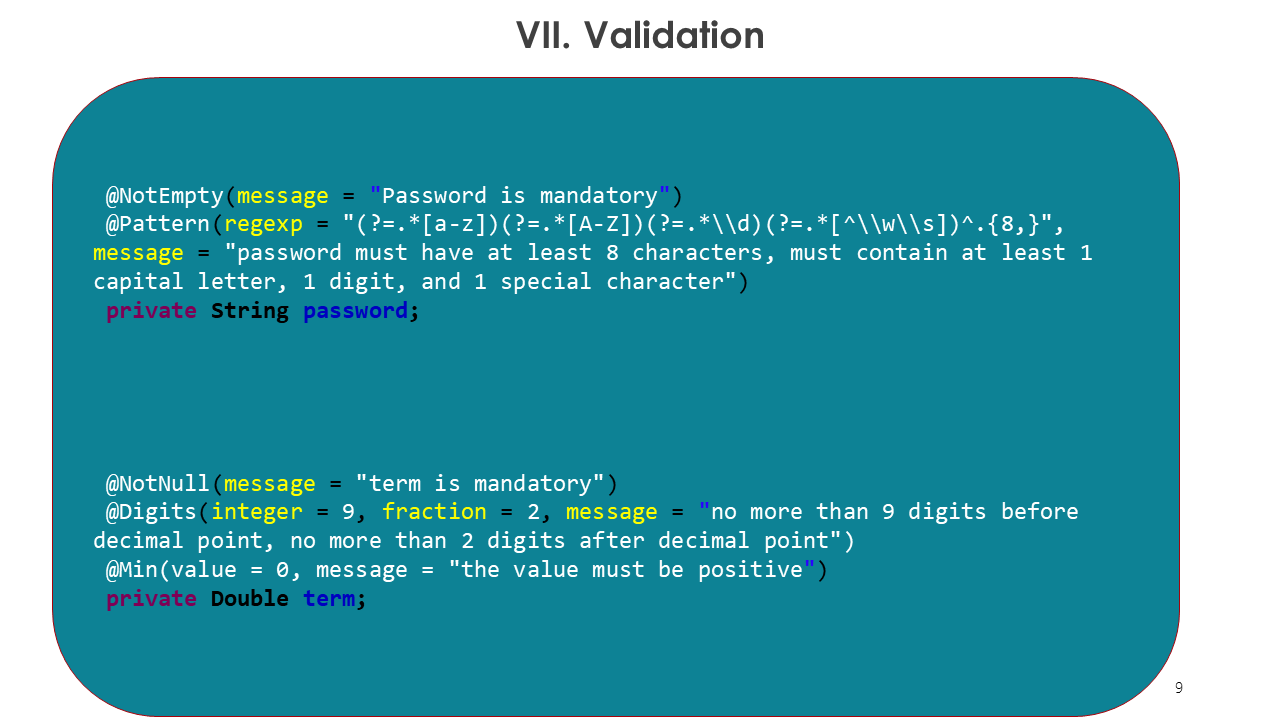 VII. Validation
@NotEmpty(message = "Password is mandatory")
@Pattern(regexp = "(?=.*[a-z])(?=.*[A-Z])(?=.*\\d)(?=.*[^\\w\\s])^.{8,}",
message = "password must have at least 8 characters, must contain at least 1
capital letter, 1 digit, and 1 special character")
private String password;
@NotNull(message = "term is mandatory")
@Digits(integer = 9, fraction = 2, message = "no more than 9 digits before
decimal point, no more than 2 digits after decimal point")
@Min(value = 0, message = "the value must be positive")
private Double term;
9